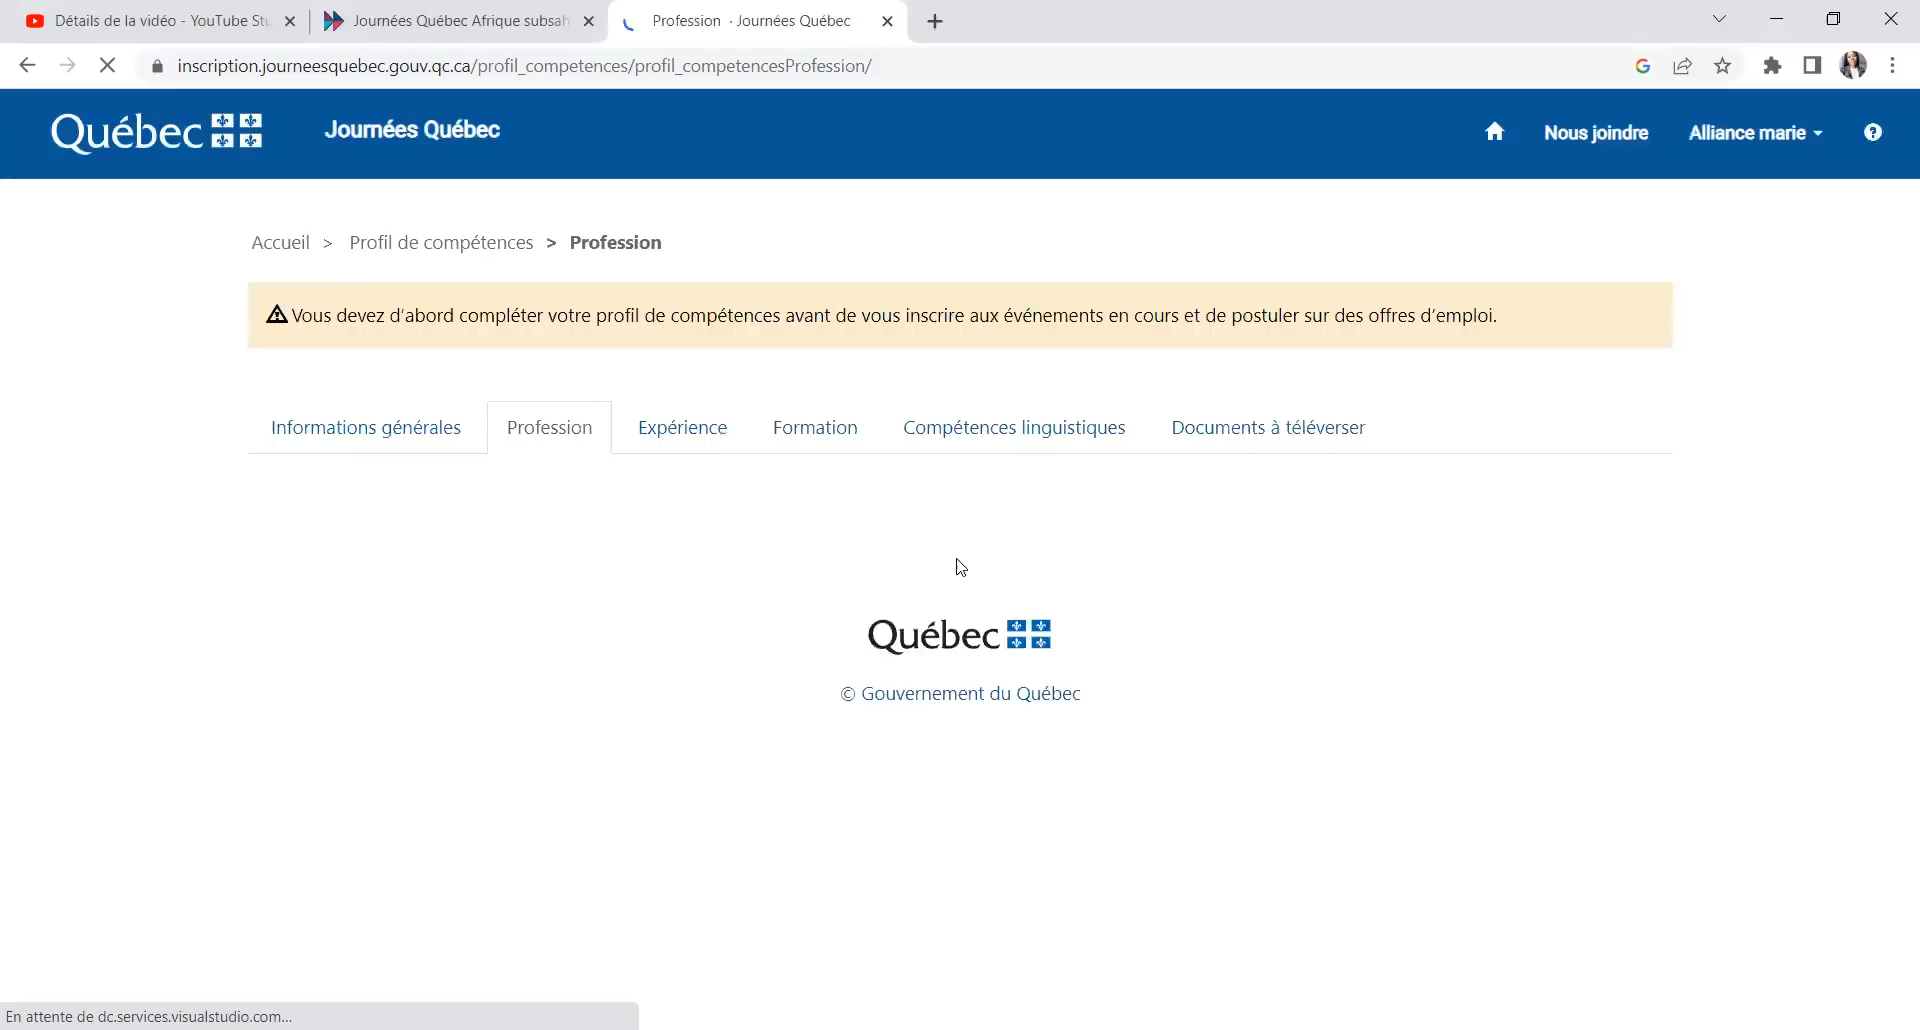 Détails de la vidéo - YouTube Stu
Journées Québec Afrique subsah
Profession · Journées Québec
inscription.journeesquebec.gouv.qc.ca/profil_competences/profil_competencesProfession/
Québec
Journées Québec
Nous joindre
Alliance marie
Accueil > Profil de compétences > Profession
Vous devez d'abord compléter votre profil de compétences avant de vous inscrire aux événements en cours et de postuler sur des offres d'emploi.
Informations générales
Profession
Expérience
Formation
Compétences linguistiques
Documents à téléverser
Québec
© Gouvernement du Québec
En attente de dc.services.visualstudio.com...